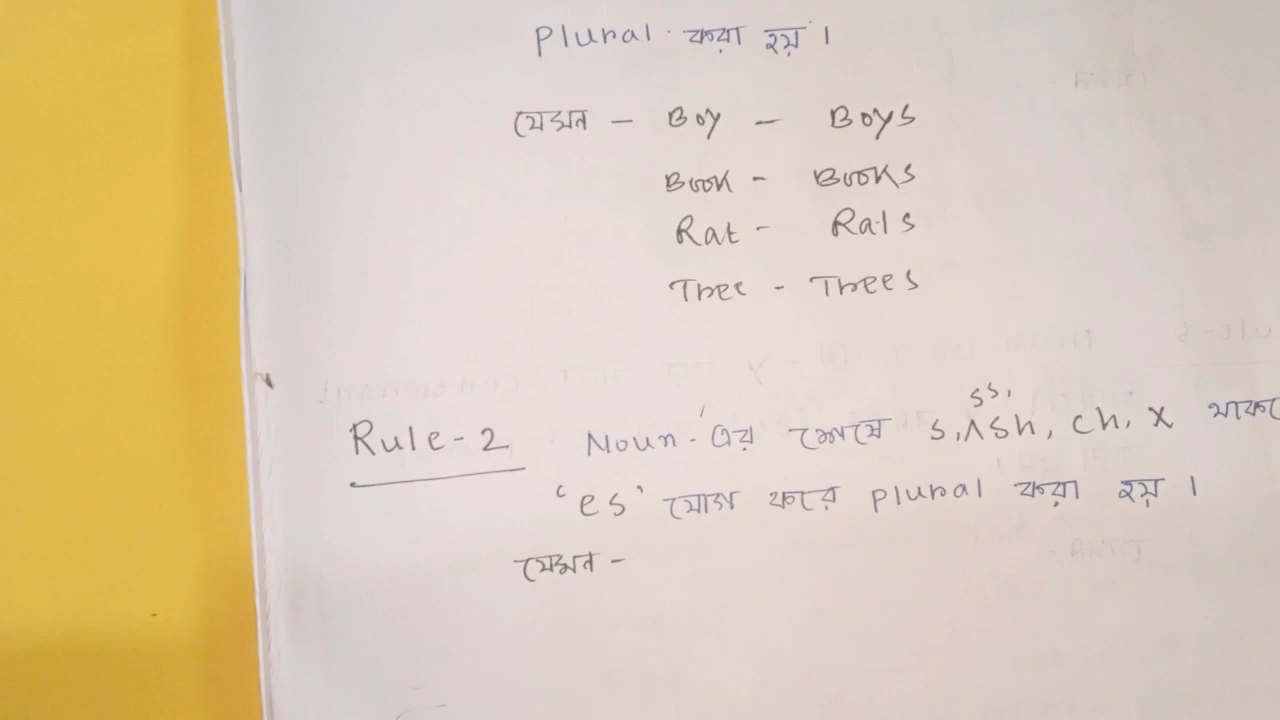 Plural করা হয়।
যেমন - Boy - Boys
Book - Books
Rat - Rats
Tree - Trees
Rule-2 Noun-এর শেষে s, ss, sh, ch, x থাকলে
'es' যোগ করে plural করা হয়।
যেমন -